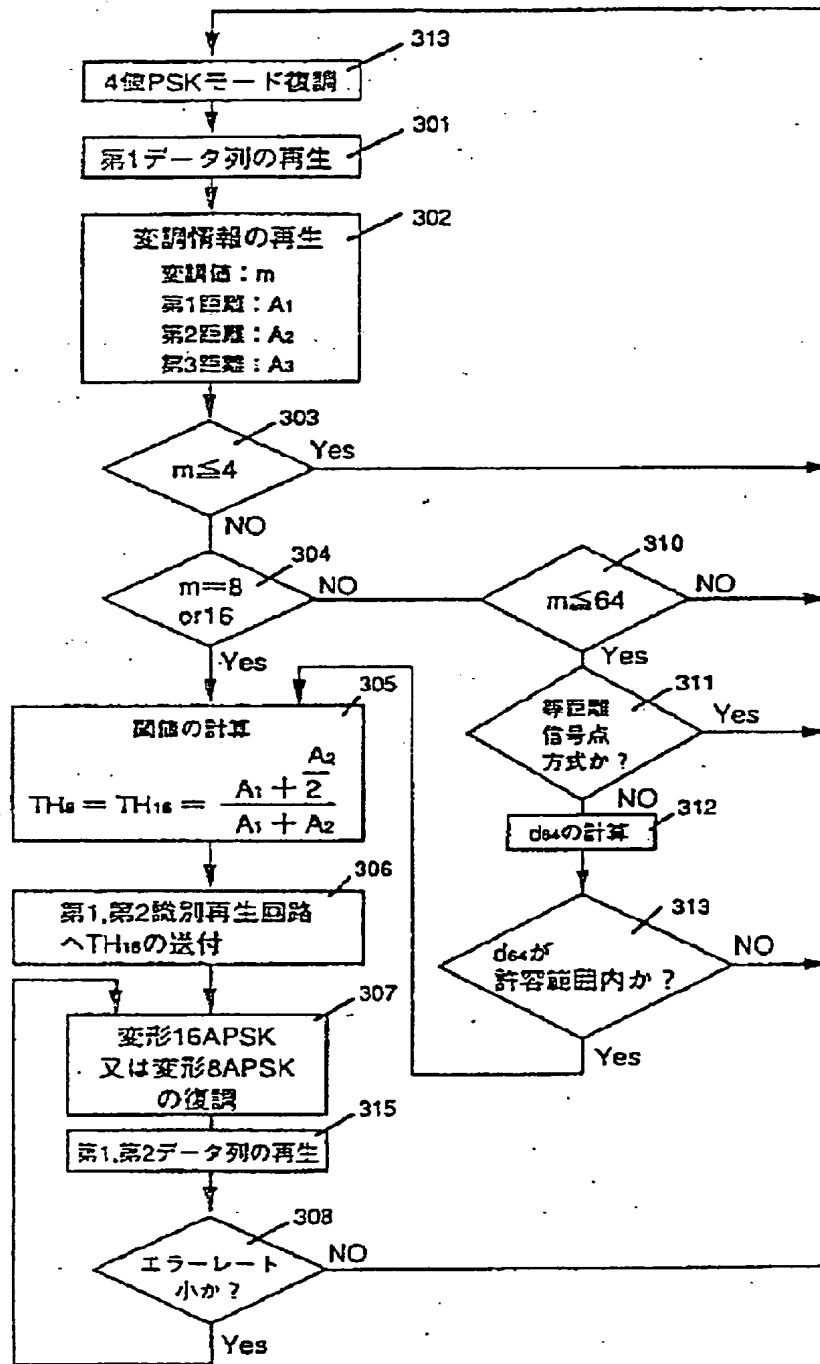 313
4値PSKモード復調
301
第1データ列の再生
302
変調情報の再生
変調値:m
第1距離:A1
第2距離:A2
第3距離:A3
303
m≦4
Yes
NO
304
m=8
or16
NO
Yes
310
m≦64
NO
Yes
311
等距離
信号点
方式か?
Yes
NO
312
d64の計算
313
d64が
許容範囲内か?
NO
Yes
305
閾値の計算
TH8 = TH16 = (A1 + A2/2) / (A1 + A2)
306
第1,第2識別再生回路
へTH16の送付
307
変形16APSK
又は変形8APSK
の復調
315
第1,第2データ列の再生
308
エラーレート
小か?
NO
Yes